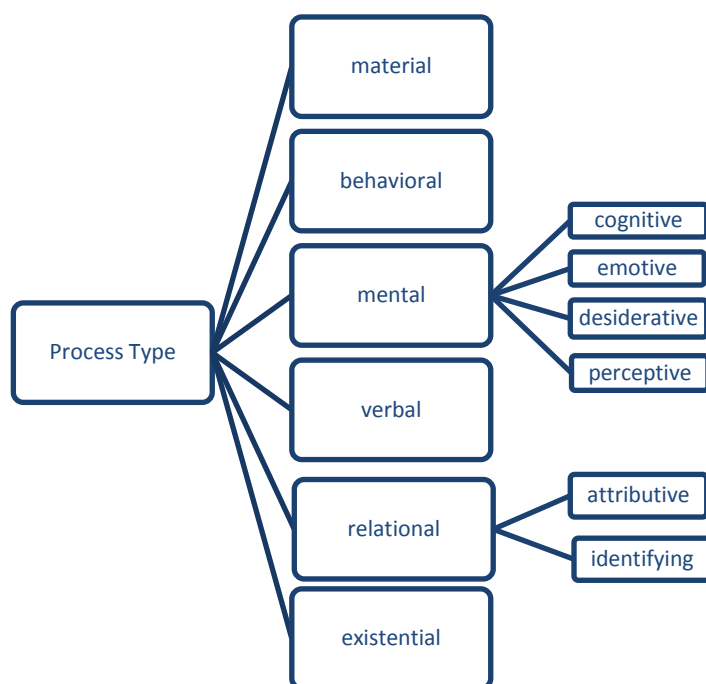 Process Type
material
behavioral
mental
cognitive
emotive
desiderative
perceptive
verbal
relational
attributive
identifying
existential